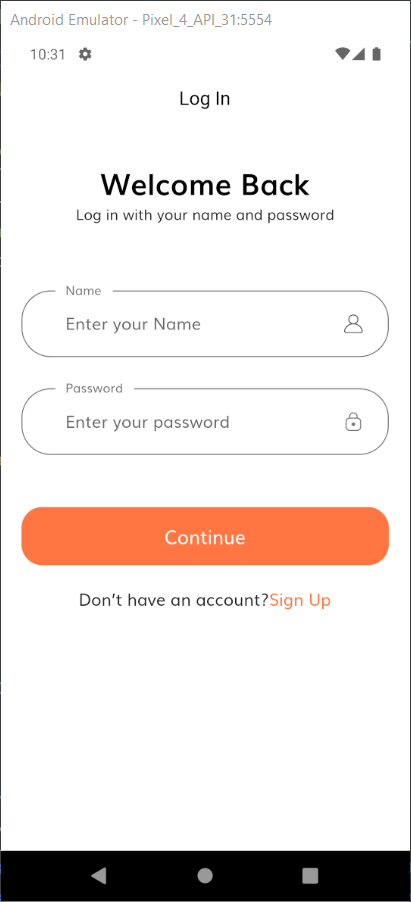 Android Emulator - Pixel_4_API_31:5554
10:31
Log In
Welcome Back
Log in with your name and password
Name
Enter your Name
Password
Enter your password
Continue
Don't have an account?Sign Up